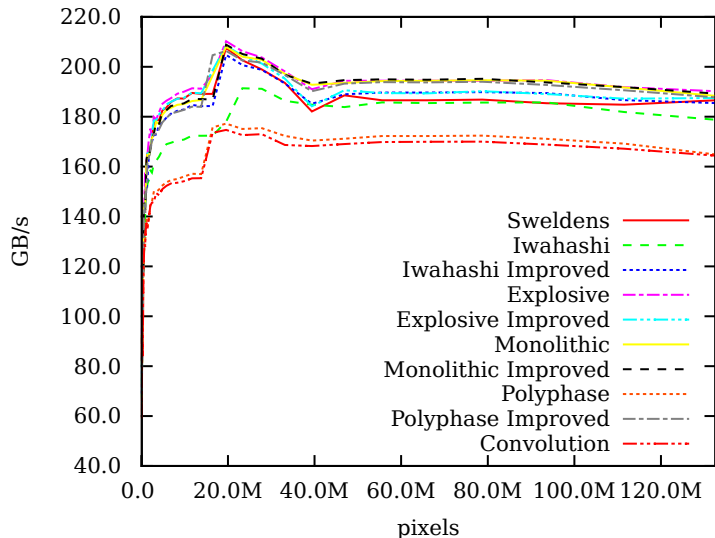 220.0
200.0
180.0
160.0
140.0
120.0
100.0
80.0
60.0
40.0
GB/s
Sweldens
Iwahashi
Iwahashi Improved
Explosive
Explosive Improved
Monolithic
Monolithic Improved
Polyphase
Polyphase Improved
Convolution
0.0 20.0M 40.0M 60.0M 80.0M 100.0M 120.0M
pixels